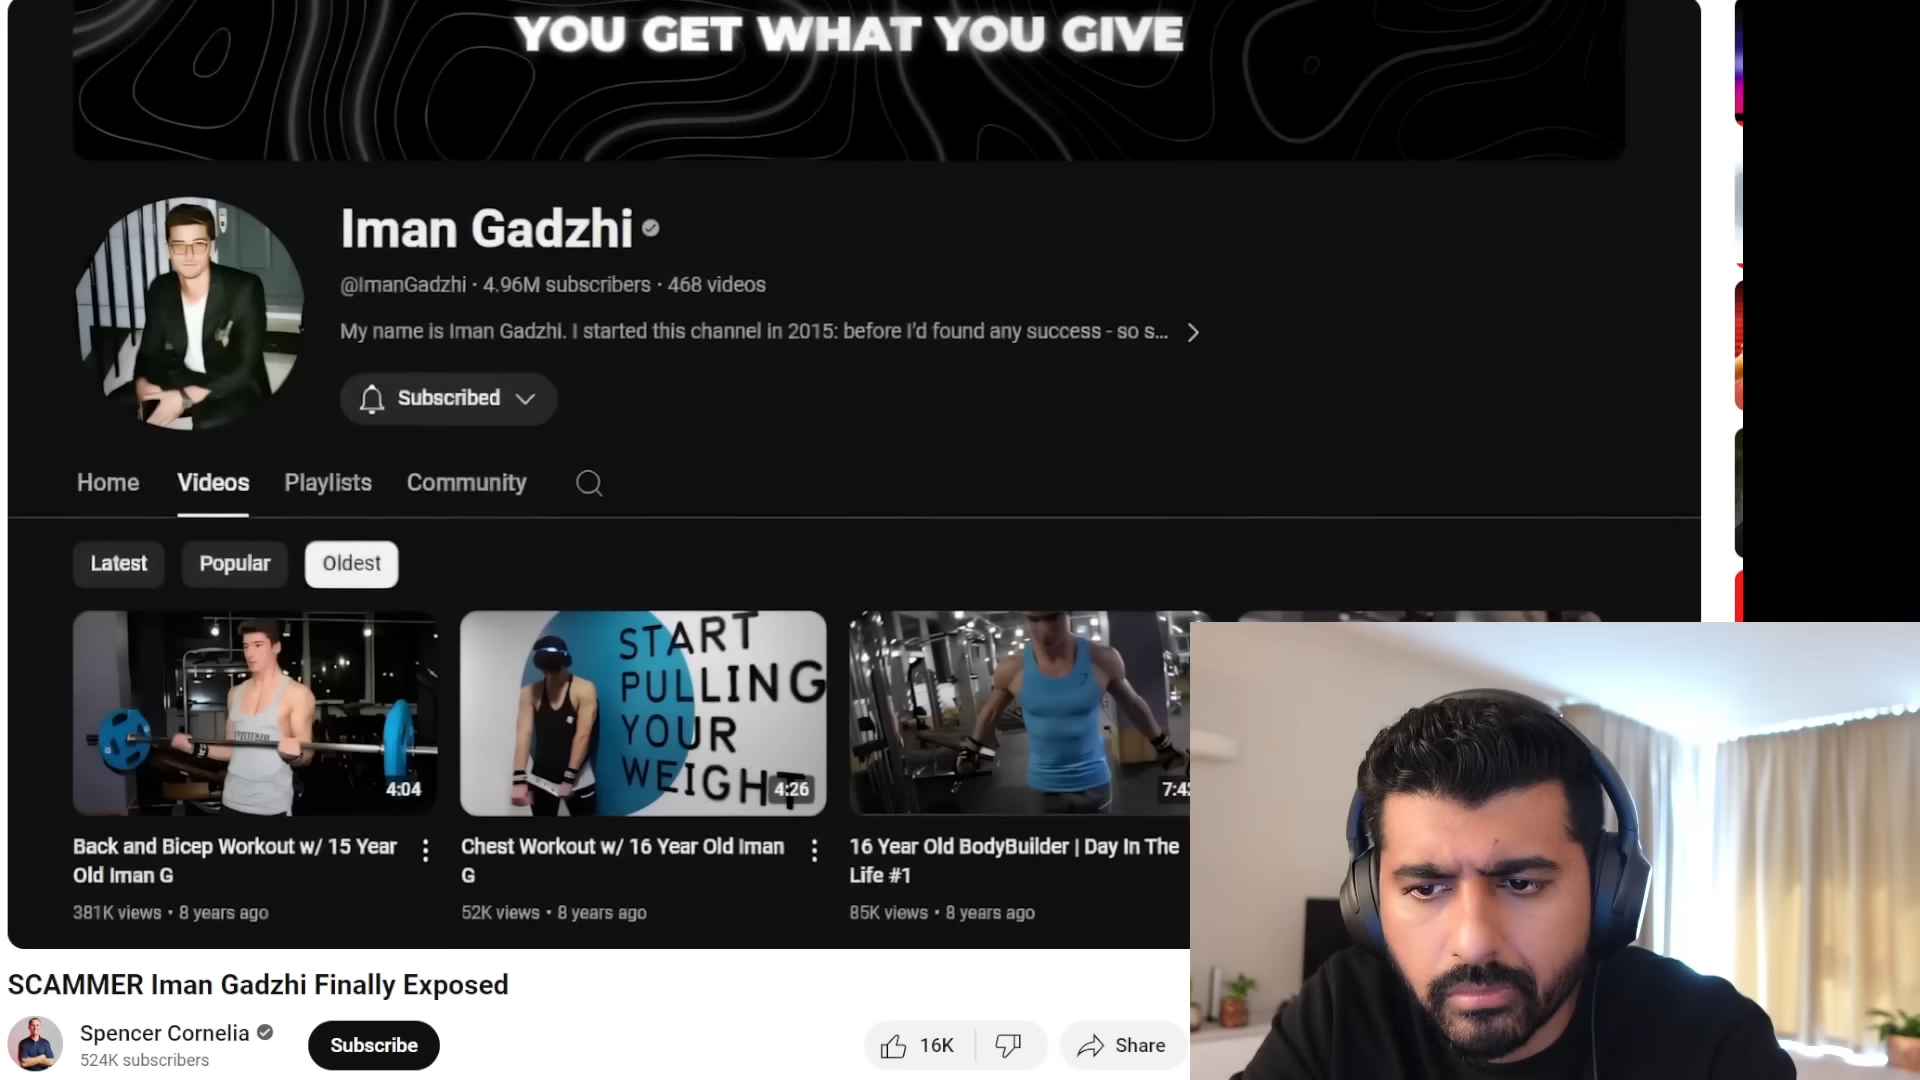 YOU GET WHAT YOU GIVE
Iman Gadzhi
@ImanGadzhi · 4.96M subscribers · 468 videos
My name is Iman Gadzhi. I started this channel in 2015: before I'd found any success - so s...
Subscribed
Home Videos Playlists Community
Latest Popular Oldest
START
PULLING
YOUR
WEIGHT
4:04
4:26
Back and Bicep Workout w/ 15 Year
Old Iman G
381K views • 8 years ago
Chest Workout w/ 16 Year Old Iman
G
52K views • 8 years ago
16 Year Old BodyBuilder | Day In The
Life #1
85K views • 8 years ago
SCAMMER Iman Gadzhi Finally Exposed
Spencer Cornelia
524K subscribers
Subscribe
16K
Share